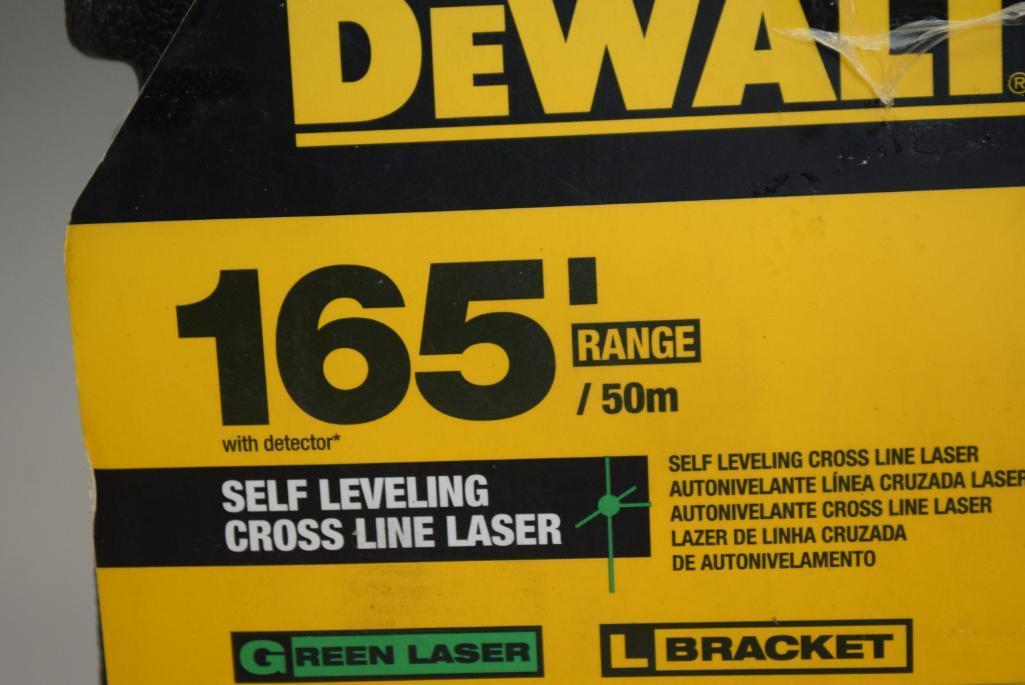 DEWALT®
165'
RANGE
/ 50m
with detector*
SELF LEVELING
CROSS LINE LASER
SELF LEVELING CROSS LINE LASER
AUTONIVELANTE LÍNEA CRUZADA LASER
AUTONIVELANTE CROSS LINE LASER
LAZER DE LINHA CRUZADA
DE AUTONIVELAMENTO
GREEN LASER
L BRACKET